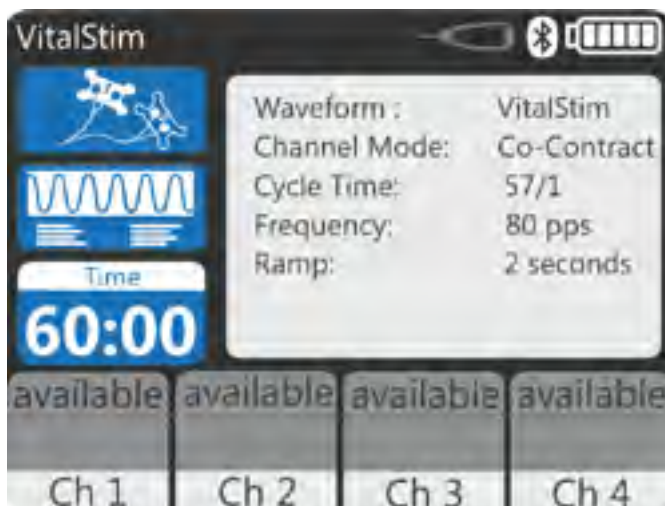 VitalStim
Waveform : VitalStim
Channel Mode: Co-Contract
Cycle Time: 57/1
Frequency: 80 pps
Ramp: 2 seconds
Time
60:00
available available available available
Ch 1 Ch 2 Ch 3 Ch 4